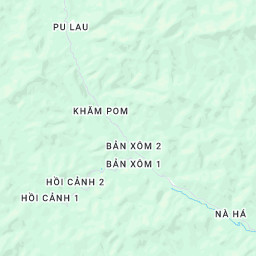 PU LAU
KHĂM POM
BẢN XÔM 2
BẢN XÔM 1
HỒI CẢNH 2
HỒI CẢNH 1
NÀ HÁ